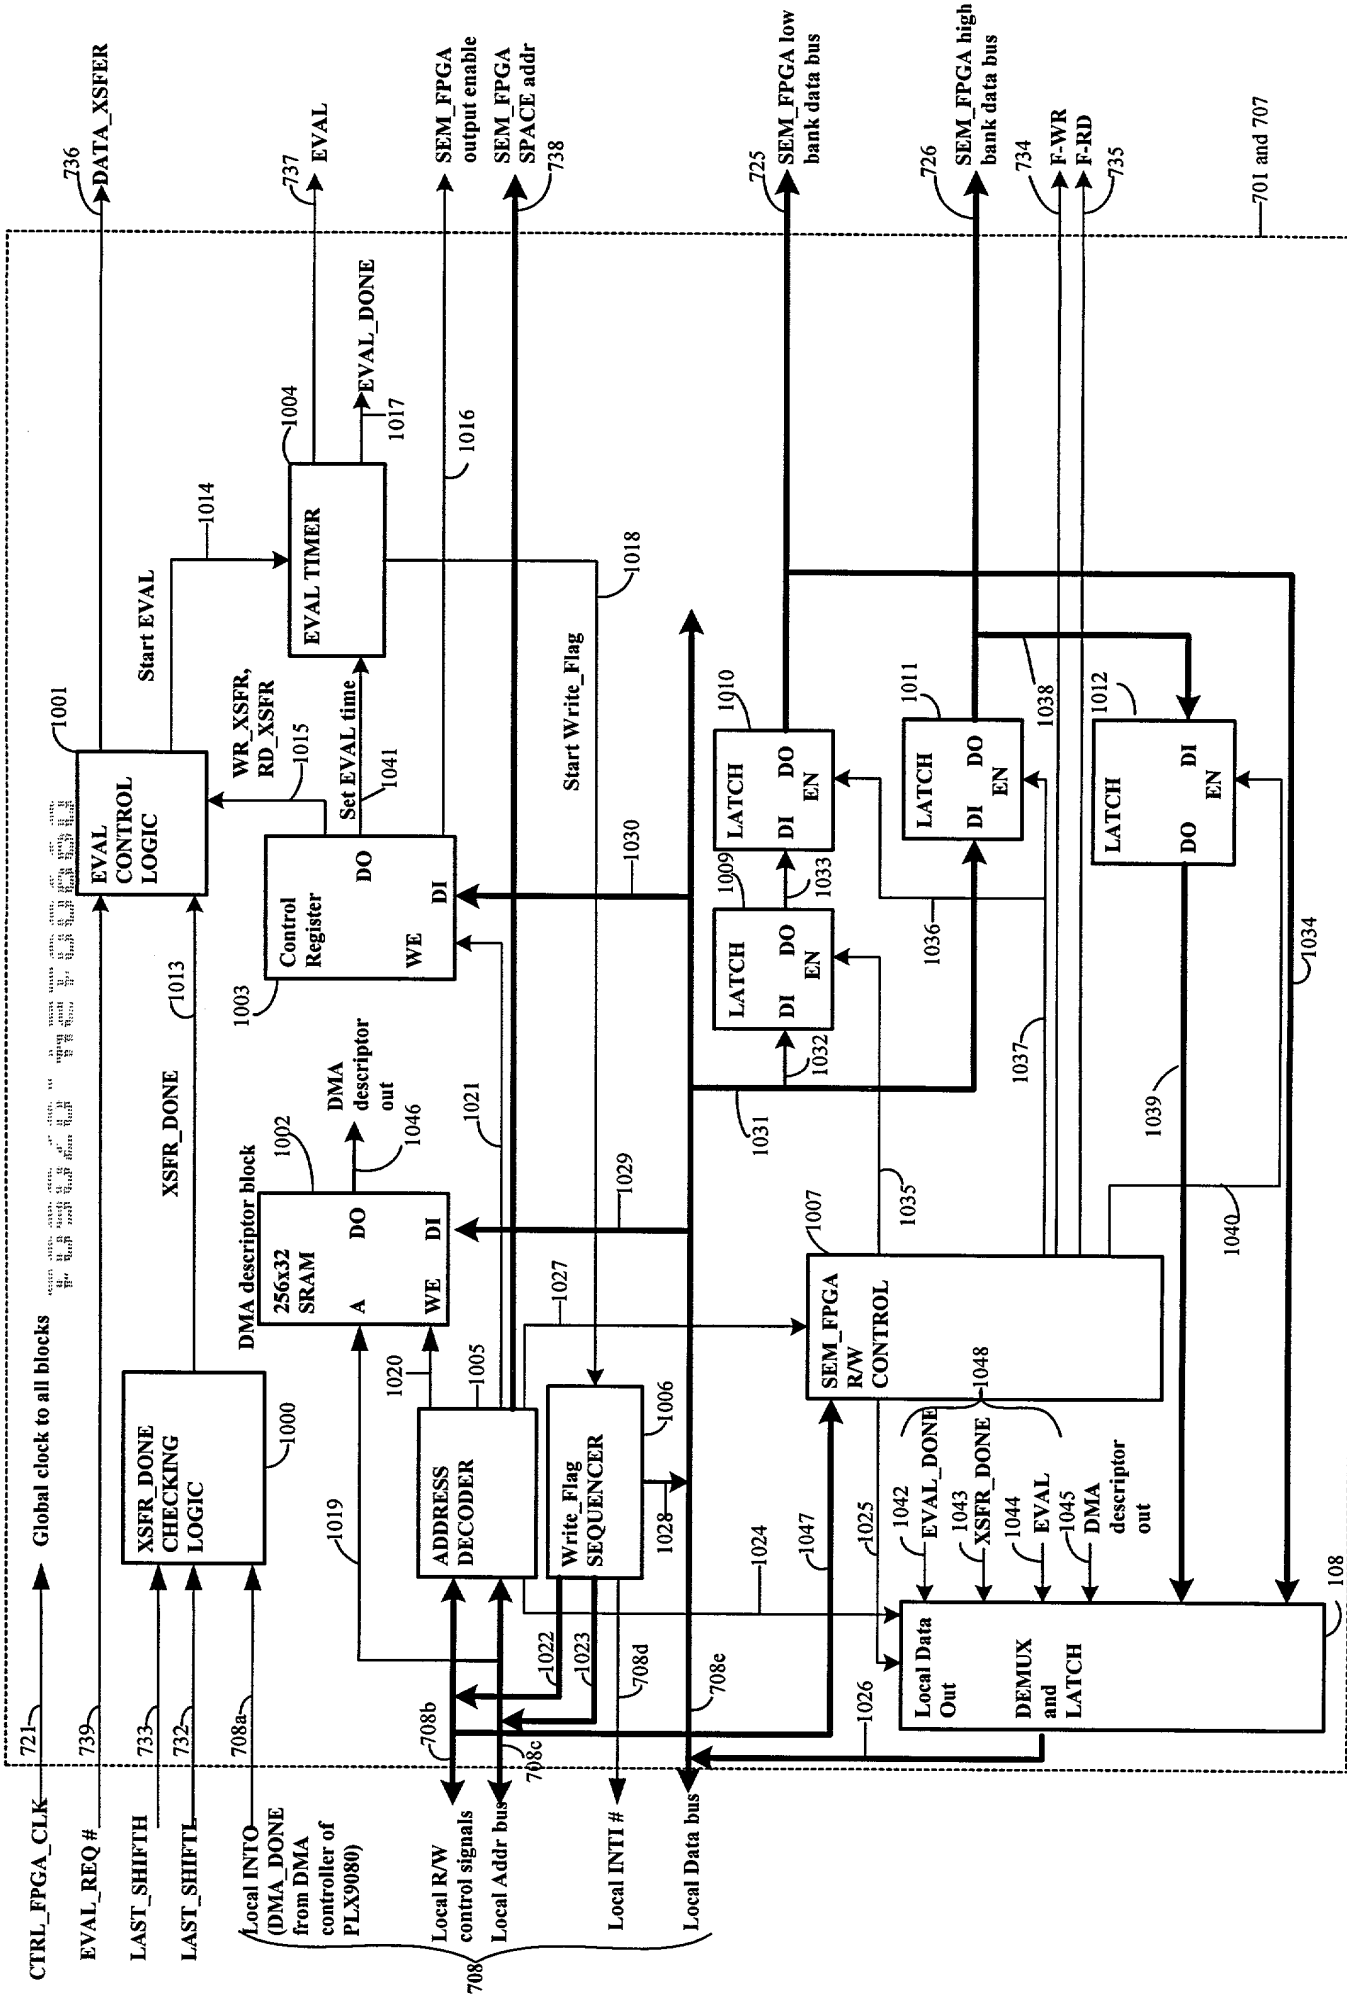 CTRL_FPGA_CLK
721
Global clock to all blocks
EVAL_REQ #
739
LAST_SHIFTH
733
LAST_SHIFTL
732
Local INTO
(DMA_DONE
from DMA
controller of
PLX9080)
708a
XSFR_DONE
CHECKING
LOGIC
1000
XSFR_DONE
1013
EVAL
CONTROL
LOGIC
1001
736
DATA_XSFER
Start EVAL
1014
WR_XSFR,
RD_XSFR
1015
EVAL TIMER
1004
737
EVAL
EVAL_DONE
1017
Set EVAL time
1041
1016
SEM_FPGA
output enable
SEM_FPGA
SPACE addr
738
DMA descriptor block
256x32
SRAM
A
DO
WE
DI
1002
DMA
descriptor
out
1046
Control
Register
DO
WE
DI
1003
1019
1020
1021
ADDRESS
DECODER
1005
1027
Write_Flag
SEQUENCER
1006
1028
1029
1030
1018
Start Write_Flag
708
Local R/W
control signals
708b
Local Addr bus
708c
1022
1023
Local INTI #
708d
Local Data bus
708e
LATCH
DI
DO
EN
1009
LATCH
DI
DO
EN
1010
LATCH
DI
DO
EN
1011
LATCH
DO
DI
EN
1012
1031
1032
1033
1034
1035
1036
1037
1038
1039
1040
725
SEM_FPGA low
bank data bus
726
SEM_FPGA high
bank data bus
734
F-WR
F-RD
735
701 and 707
SEM_FPGA
R/W
CONTROL
1007
1047
1024
1025
1026
1042
EVAL_DONE
1043
XSFR_DONE
1044
EVAL
1045
DMA
descriptor
out
1048
Local Data
Out
DEMUX
and
LATCH
108